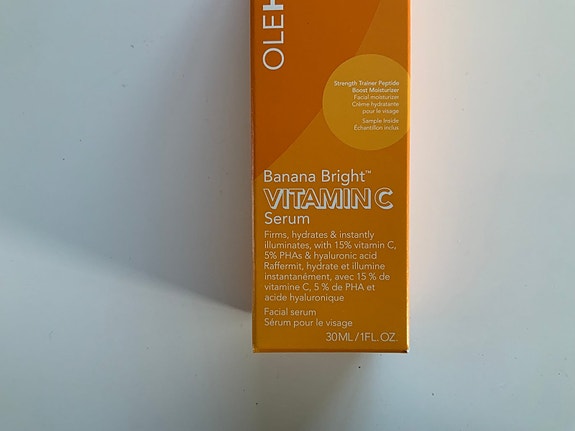 OLEH
Strength Trainer Peptide
Boost Moisturizer
Facial moisturizer
Crème hydratante
pour le visage
Sample Inside
Échantillon inclus
Banana Bright™
VITAMIN C
Serum
Firms, hydrates & instantly
illuminates, with 15% vitamin C,
5% PHAs & hyaluronic acid
Raffermit, hydrate et illumine
instantanément, avec 15 % de
vitamine C, 5 % de PHA et
acide hyaluronique
Facial serum
Sérum pour le visage
30ML/1FL.OZ.